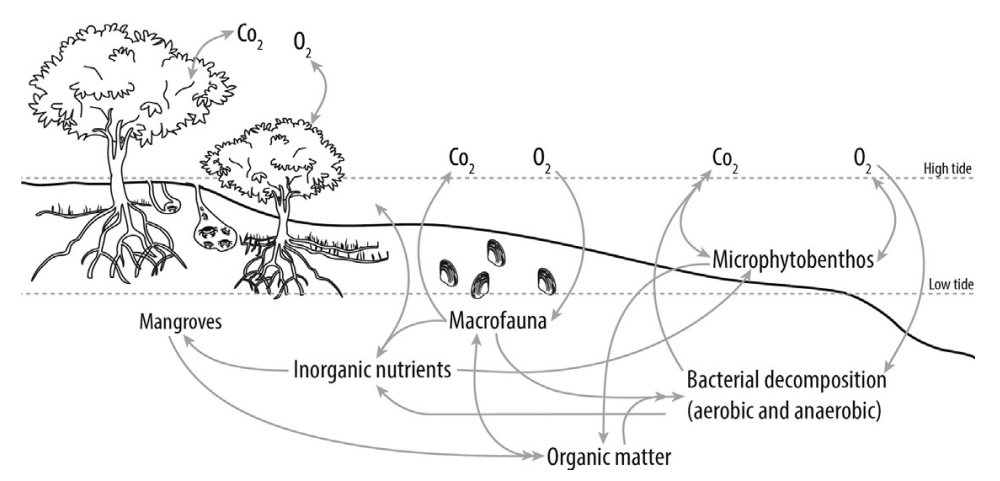 Co2
O2
Co2
O2
Co2
O2
High tide
Microphytobenthos
Low tide
Mangroves
Macrofauna
Inorganic nutrients
Bacterial decomposition
(aerobic and anaerobic)
Organic matter